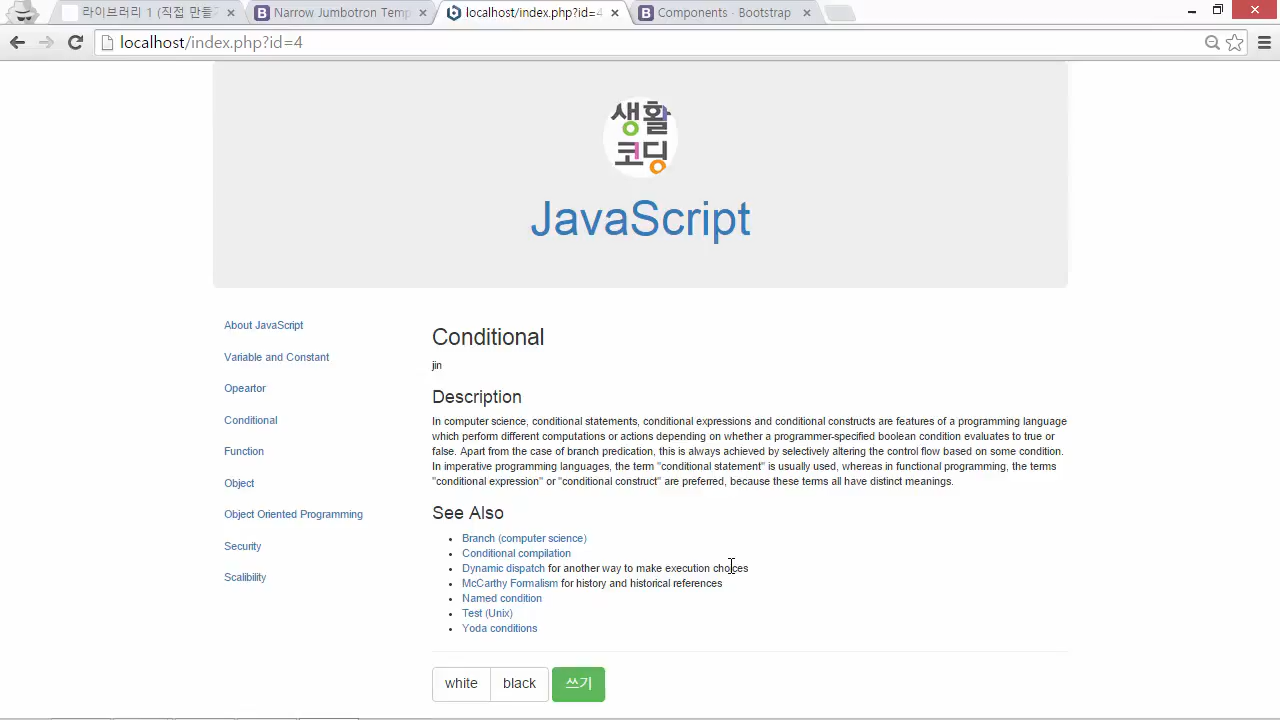 라이브러리 1 (직접 만들
Narrow Jumbotron Temp
localhost/index.php?id=4
Components · Bootstrap
localhost/index.php?id=4
생활
코딩
JavaScript
About JavaScript
Variable and Constant
Opeartor
Conditional
Function
Object
Object Oriented Programming
Security
Scalibility
Conditional
jin
Description
In computer science, conditional statements, conditional expressions and conditional constructs are features of a programming language
which perform different computations or actions depending on whether a programmer-specified boolean condition evaluates to true or
false. Apart from the case of branch predication, this is always achieved by selectively altering the control flow based on some condition.
In imperative programming languages, the term "conditional statement" is usually used, whereas in functional programming, the terms
"conditional expression" or "conditional construct" are preferred, because these terms all have distinct meanings.
See Also
Branch (computer science)
Conditional compilation
Dynamic dispatch for another way to make execution choices
McCarthy Formalism for history and historical references
Named condition
Test (Unix)
Yoda conditions
white
black
쓰기